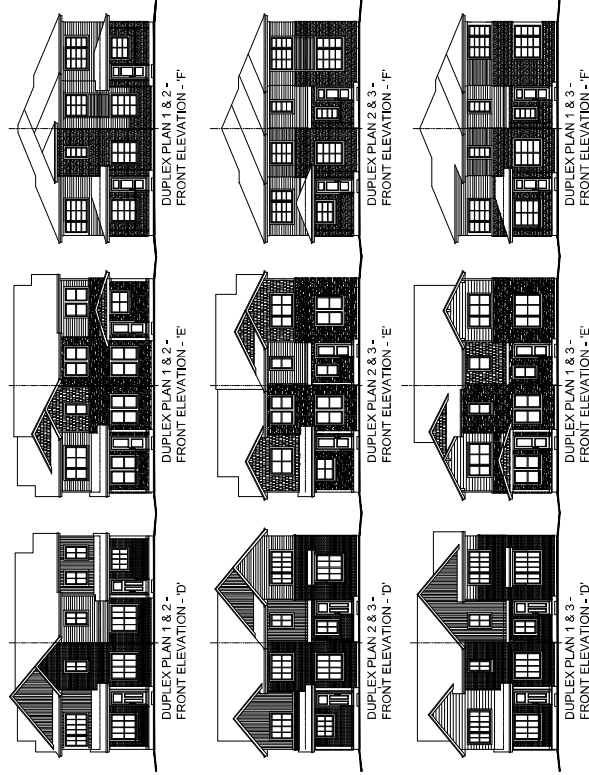 DUPLEX PLAN 1 & 2 -
FRONT ELEVATION - 'D'
DUPLEX PLAN 1 & 2 -
FRONT ELEVATION - 'E'
DUPLEX PLAN 1 & 2 -
FRONT ELEVATION - 'F'
DUPLEX PLAN 2 & 3 -
FRONT ELEVATION - 'D'
DUPLEX PLAN 2 & 3 -
FRONT ELEVATION - 'E'
DUPLEX PLAN 2 & 3 -
FRONT ELEVATION - 'F'
DUPLEX PLAN 1 & 3 -
FRONT ELEVATION - 'D'
DUPLEX PLAN 1 & 3 -
FRONT ELEVATION - 'E'
DUPLEX PLAN 1 & 3 -
FRONT ELEVATION - 'F'